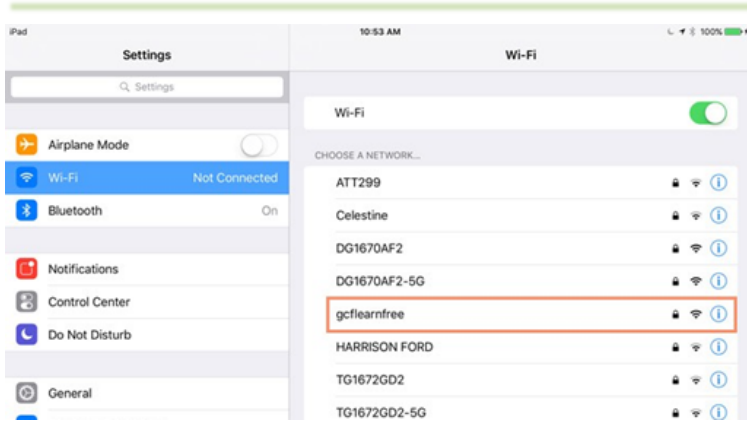 iPad
10:53 AM
100%
Settings
Wi-Fi
Settings
Wi-Fi
Airplane Mode
CHOOSE A NETWORK...
Wi-Fi Not Connected
ATT299
Bluetooth On
Celestine
DG1670AF2
Notifications
DG1670AF2-5G
Control Center
gcflearnfree
Do Not Disturb
HARRISON FORD
TG1672GD2
General
TG1672GD2-5G